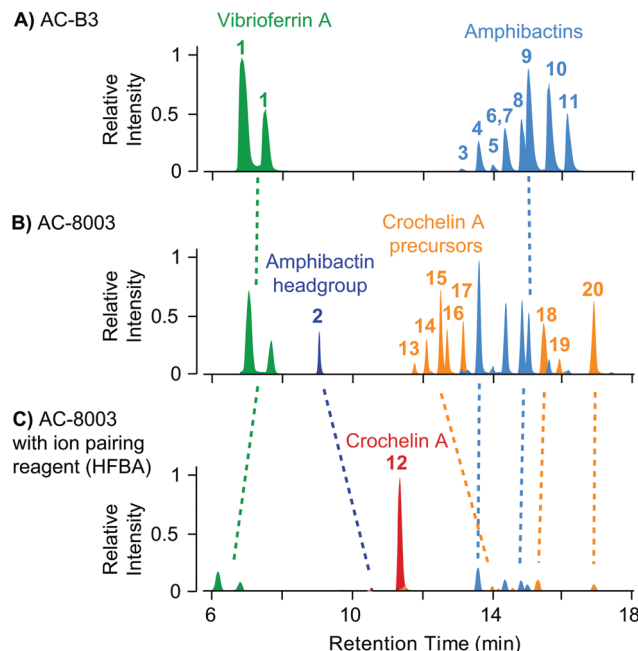 A) AC-B3
Vibrioferrin A
Amphibactins
Relative
Intensity
1
0.5
0
1
1
3
4
5
6,7
8
9
10
11
B) AC-8003
Crochelin A
precursors
Amphibactin
headgroup
Relative
Intensity
1
0.5
0
2
13
14
15
16
17
18
19
20
C) AC-8003
with ion pairing
reagent (HFBA)
Crochelin A
12
Relative
Intensity
1
0.5
0
6
10
14
18
Retention Time (min)